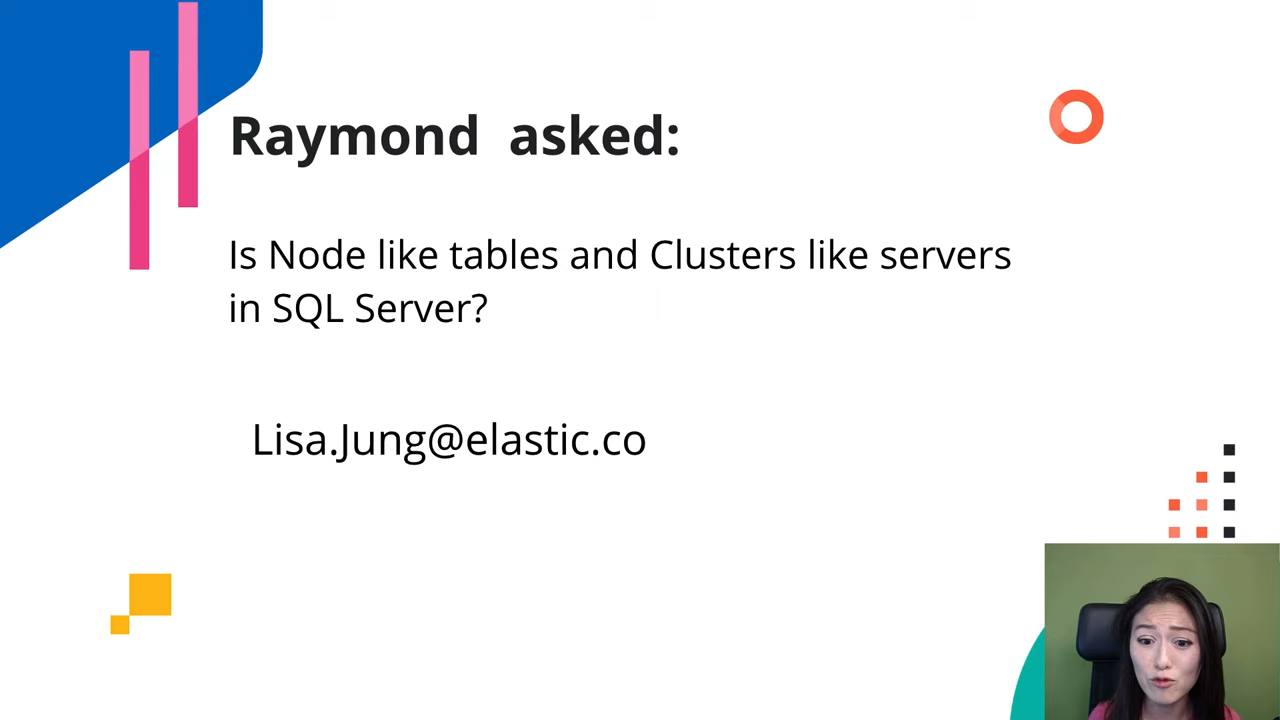 Raymond asked:
Is Node like tables and Clusters like servers
in SQL Server?
Lisa.Jung@elastic.co